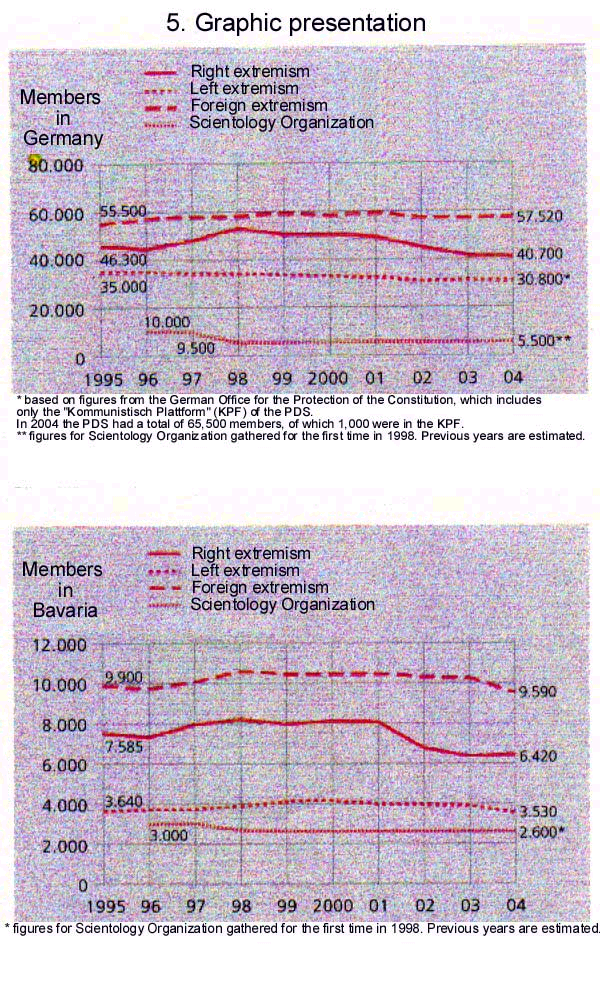 5. Graphic presentation
Members
in
Germany
Right extremism
Left extremism
Foreign extremism
Scientology Organization
80.000
60.000
40.000
20.000
0
55.500
46.300
35.000
10.000
9.500
57.520
40.700
30.800*
5.500**
1995 96 97 98 99 2000 01 02 03 04
* based on figures from the German Office for the Protection of the Constitution, which includes
only the "Kommunistisch Plattform" (KPF) of the PDS.
In 2004 the PDS had a total of 65,500 members, of which 1,000 were in the KPF.
** figures for Scientology Organization gathered for the first time in 1998. Previous years are estimated.
Members
in
Bavaria
Right extremism
Left extremism
Foreign extremism
Scientology Organization
12.000
10.000
8.000
6.000
4.000
2.000
0
9.900
7.585
3.640
3.000
9.590
6.420
3.530
2.600*
1995 96 97 98 99 2000 01 02 03 04
* figures for Scientology Organization gathered for the first time in 1998. Previous years are estimated.